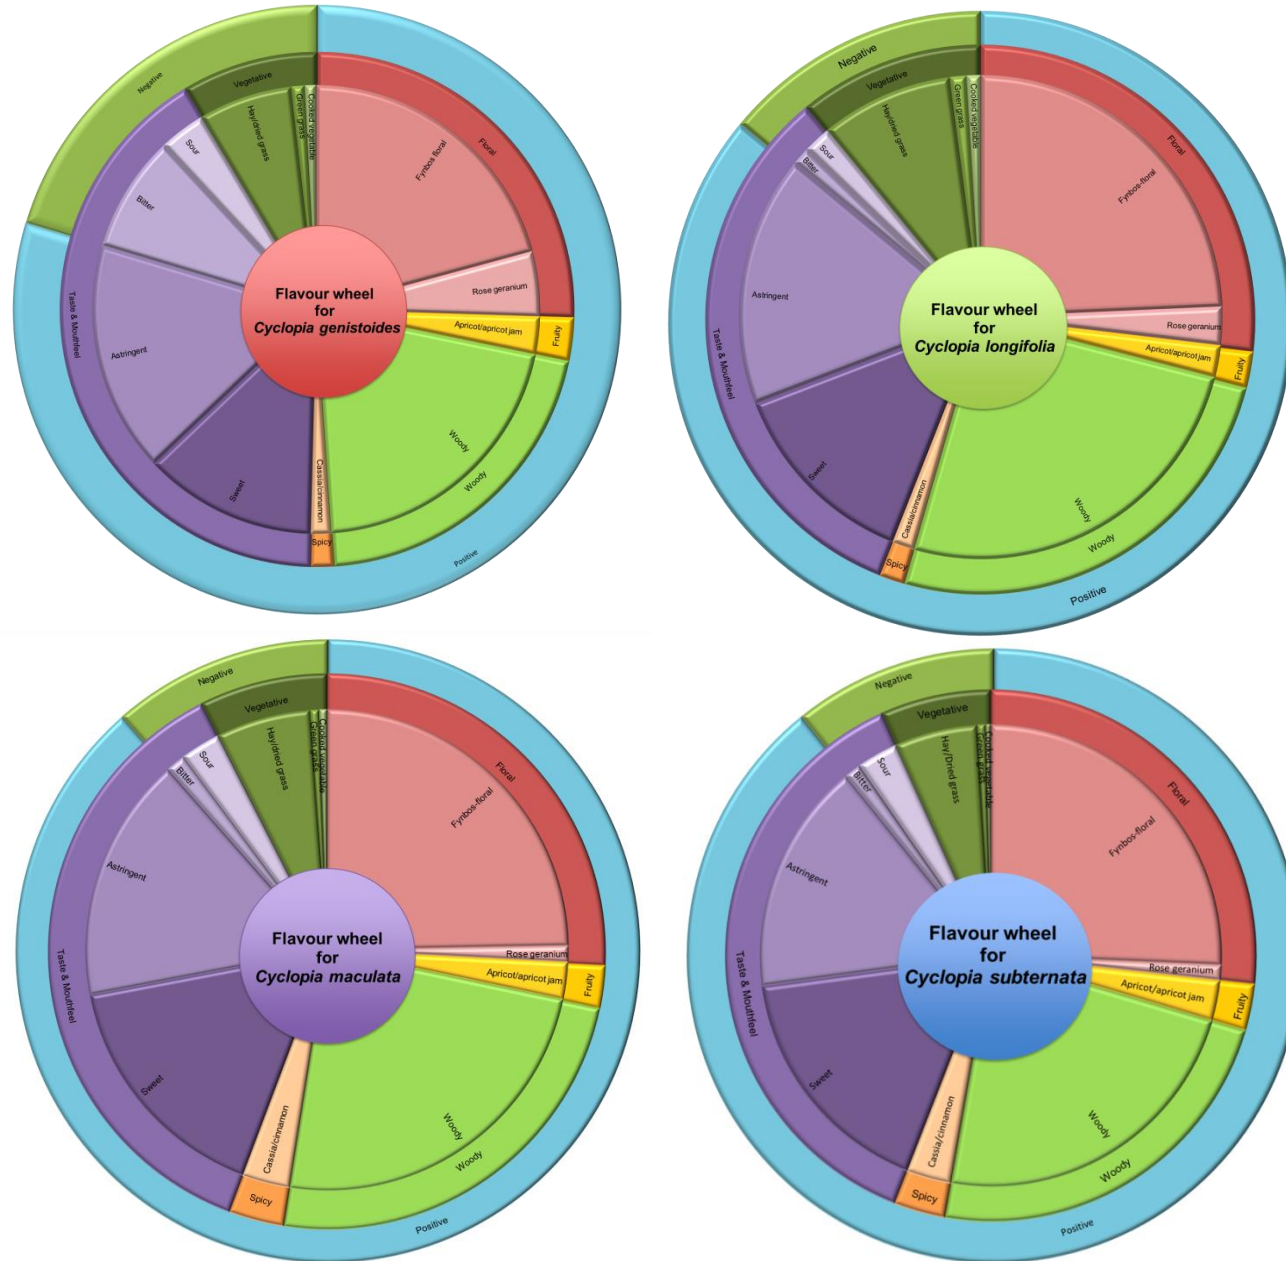 Negative
Vegetative
Hay/dried grass
Green grass
Cooked vegetable
Floral
Fynbos floral
Rose geranium
Apricot/apricot jam
Fruity
Woody
Woody
Cassia/cinnamon
Spicy
Sweet
Astringent
Bitter
Sour
Taste & Mouthfeel
Positive
Flavour wheel
for
Cyclopia genistoides
Negative
Vegetative
Hay/dried grass
Green grass
Cooked vegetable
Floral
Fynbos-floral
Rose geranium
Apricot/apricot jam
Fruity
Woody
Woody
Cassia/cinnamon
Spicy
Sweet
Astringent
Bitter
Sour
Taste & Mouthfeel
Positive
Flavour wheel
for
Cyclopia longifolia
Negative
Vegetative
Hay/dried grass
Green grass
Cooked vegetable
Floral
Fynbos-floral
Rose geranium
Apricot/apricot jam
Fruity
Woody
Woody
Cassia/cinnamon
Spicy
Sweet
Astringent
Bitter
Sour
Taste & Mouthfeel
Positive
Flavour wheel
for
Cyclopia maculata
Negative
Vegetative
Hay/Dried grass
Green grass
Cooked vegetable
Floral
Fynbos-floral
Rose geranium
Apricot/apricot jam
Fruity
Woody
Woody
Cassia/cinnamon
Spicy
Sweet
Astringent
Bitter
Sour
Taste & Mouthfeel
Positive
Flavour wheel
for
Cyclopia subternata